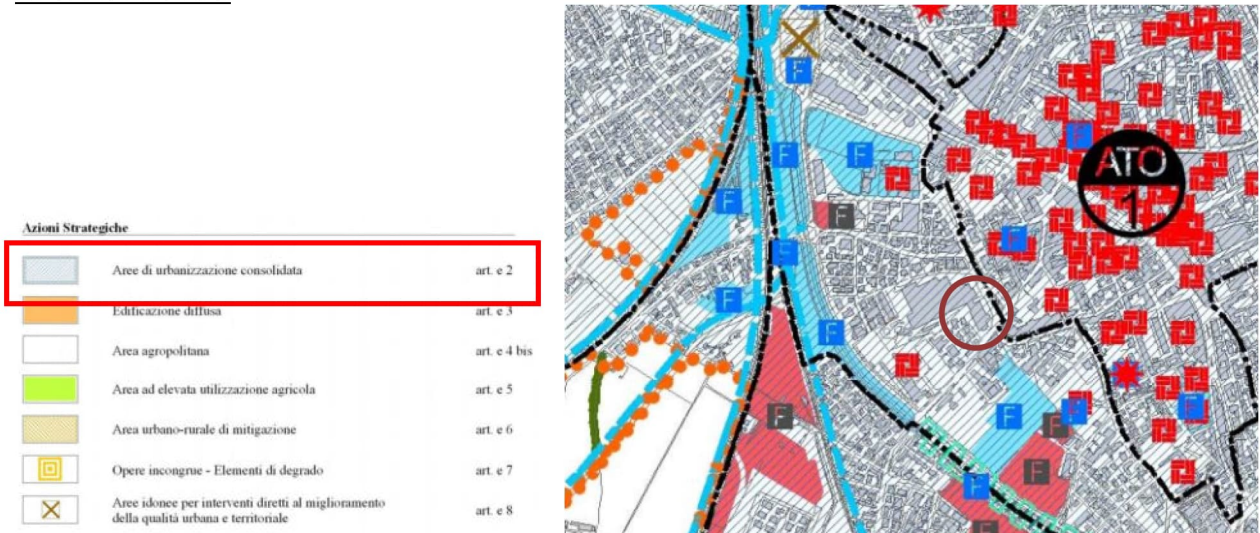 Azioni Strategiche
Aree di urbanizzazione consolidata art. e 2
Edificazione diffusa art. e 3
Area agropolitana art. e 4 bis
Area ad elevata utilizzazione agricola art. e 5
Area urbano-rurale di mitigazione art. e 6
Opere incongrue - Elementi di degrado art. e 7
Aree idonee per interventi diretti al miglioramento
della qualità urbana e territoriale art. e 8
F
F
F
F
F
F
ATO
1
F
F
F
F
F
F
F
F
F
F
F
F
F